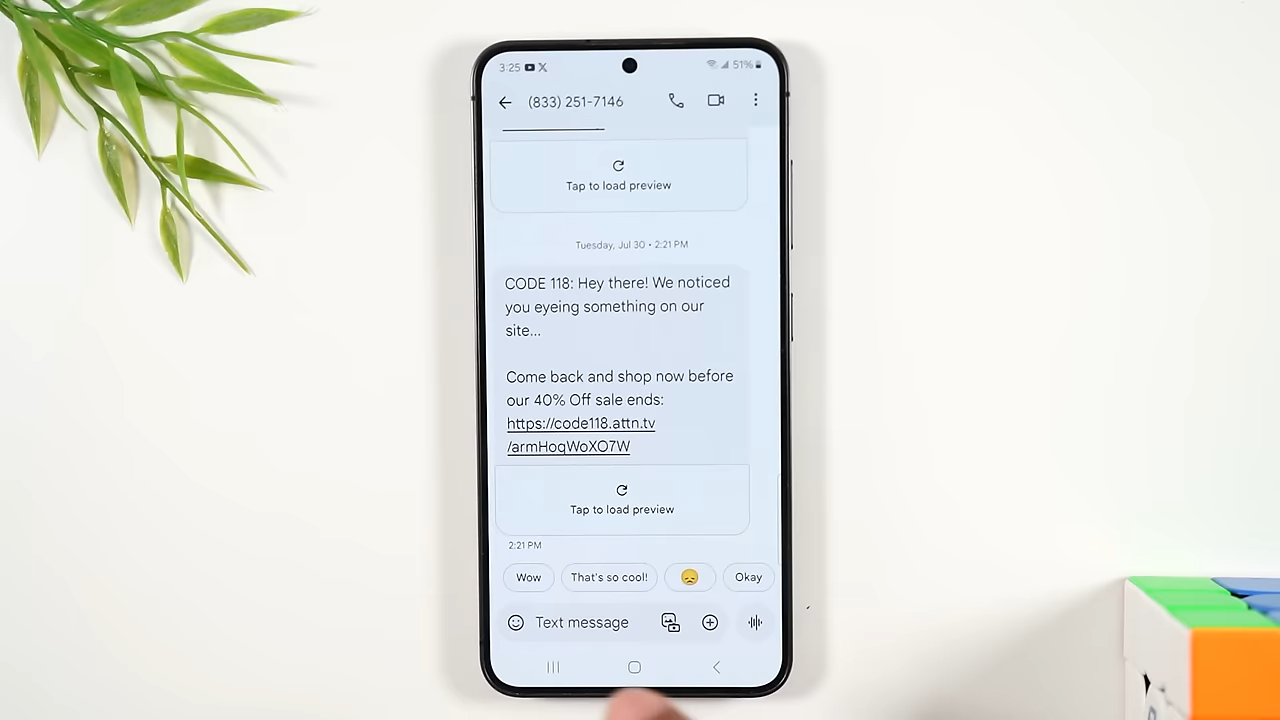 3:25 51%
(833) 251-7146
Tap to load preview
Tuesday, Jul 30 • 2:21 PM
CODE 118: Hey there! We noticed
you eyeing something on our
site...
Come back and shop now before
our 40% Off sale ends:
https://code118.attn.tv
/armHoqWoXO7W
Tap to load preview
2:21 PM
Wow That's so cool! 😞 Okay
Text message